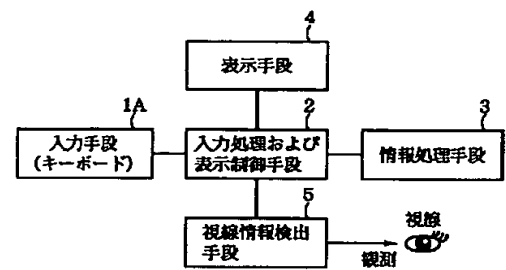 4
表示手段
1A
入力手段
(キーボード)
2
入力処理および
表示制御手段
3
情報処理手段
5
視線情報検出
手段
視線
観測